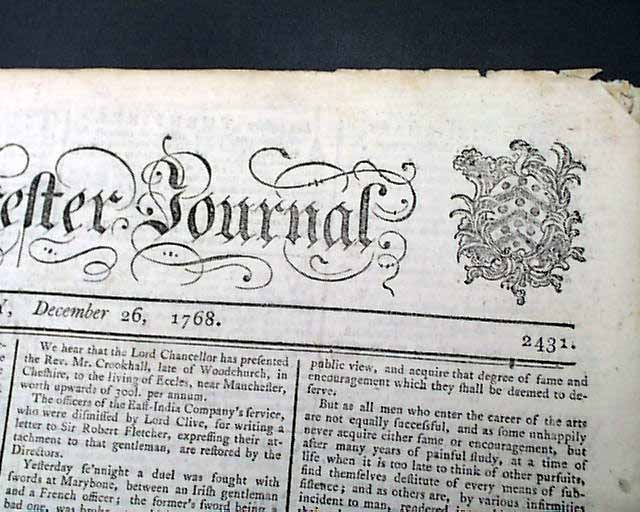 ester Journal
Y, December 26, 1768.
2431.
We hear that the Lord Chancellor has presented
the Rev. Mr. Crookhall, late of Woodchurch, in
Cheshire, to the living of Eccles, near Manchester,
worth upwards of 300l. per annum.
The officers of the East-India Company's service,
who were dismissed by Lord Clive, for writing a
letter to Sir Robert Fletcher, expressing their at-
tachment to that gentleman, are restored by the
Directors.
Yesterday se'nnight a duel was fought with
swords at Marybone, between an Irish gentleman
and a French officer; the former's sword being a
bad one, was broke
public view, and acquire that degree of fame and
encouragement which they shall be deemed to de-
serve.
But as all men who enter the career of the arts
are not equally successful, and as some unhappily
never acquire either fame or encouragement, but
after many years of painful study, at a time of
life when it is too late to think of other pursuits,
find themselves destitute of every means of sub-
sistence; and as others are, by various infirmities
incident to man, rendered